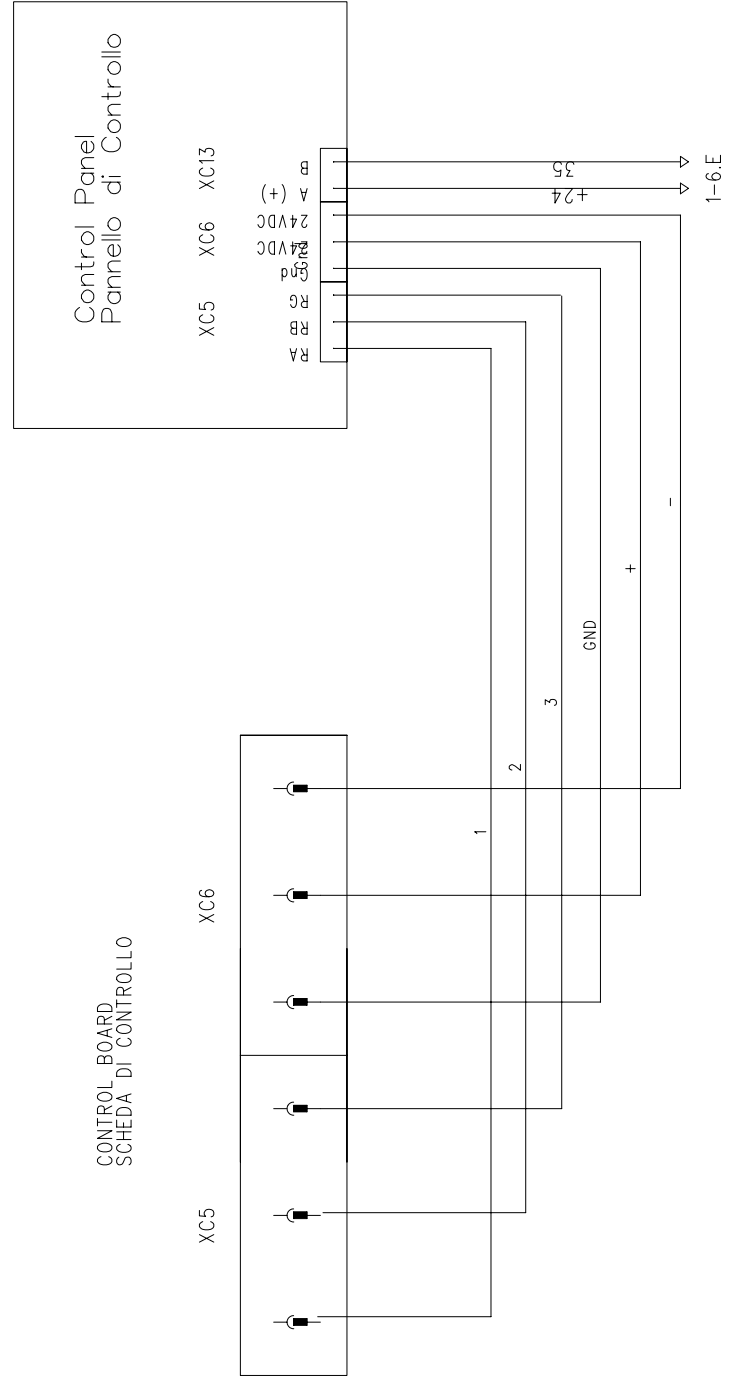 Control Panel
Pannello di Controllo
XC13
XC6
XC5
B
A (+)
24VDC
24VDC
Gnd
RG
RB
RA
35
+24
1-6.E
-
+
GND
3
2
1
CONTROL BOARD
SCHEDA DI CONTROLLO
XC6
XC5